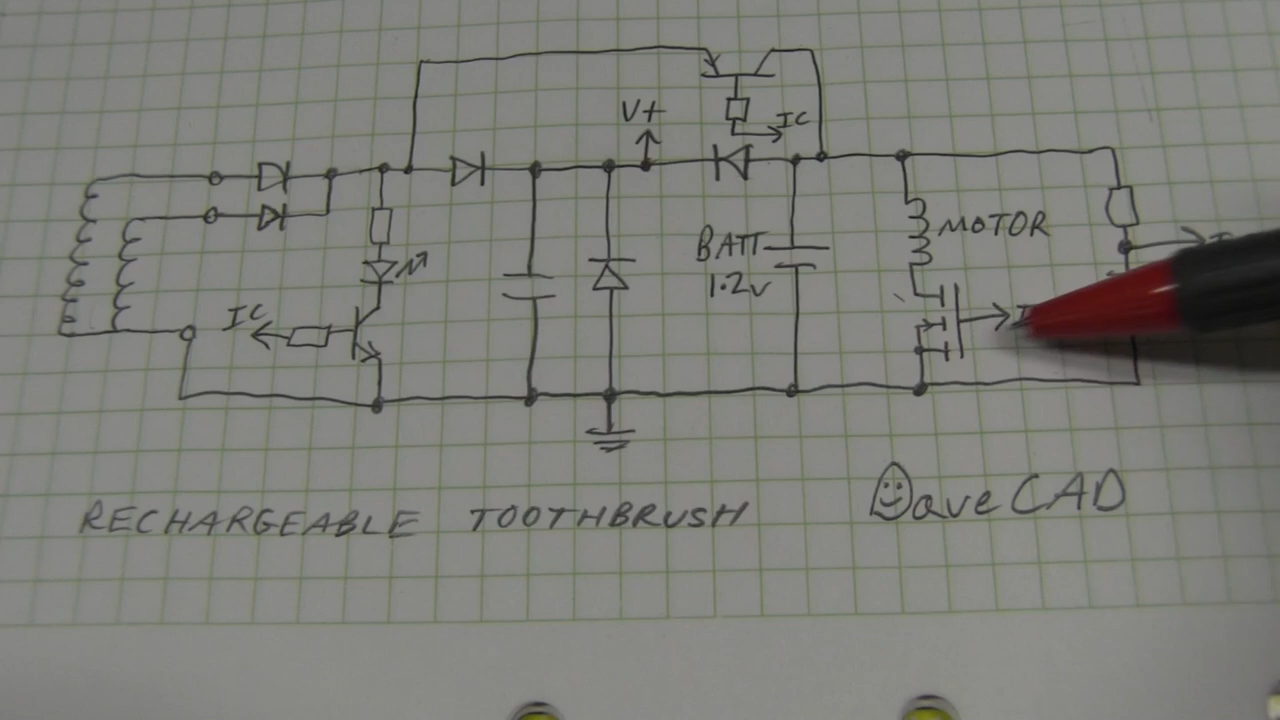 V+
IC
BATT
1.2V
MOTOR
IC
RECHARGEABLE TOOTHBRUSH
DaveCAD